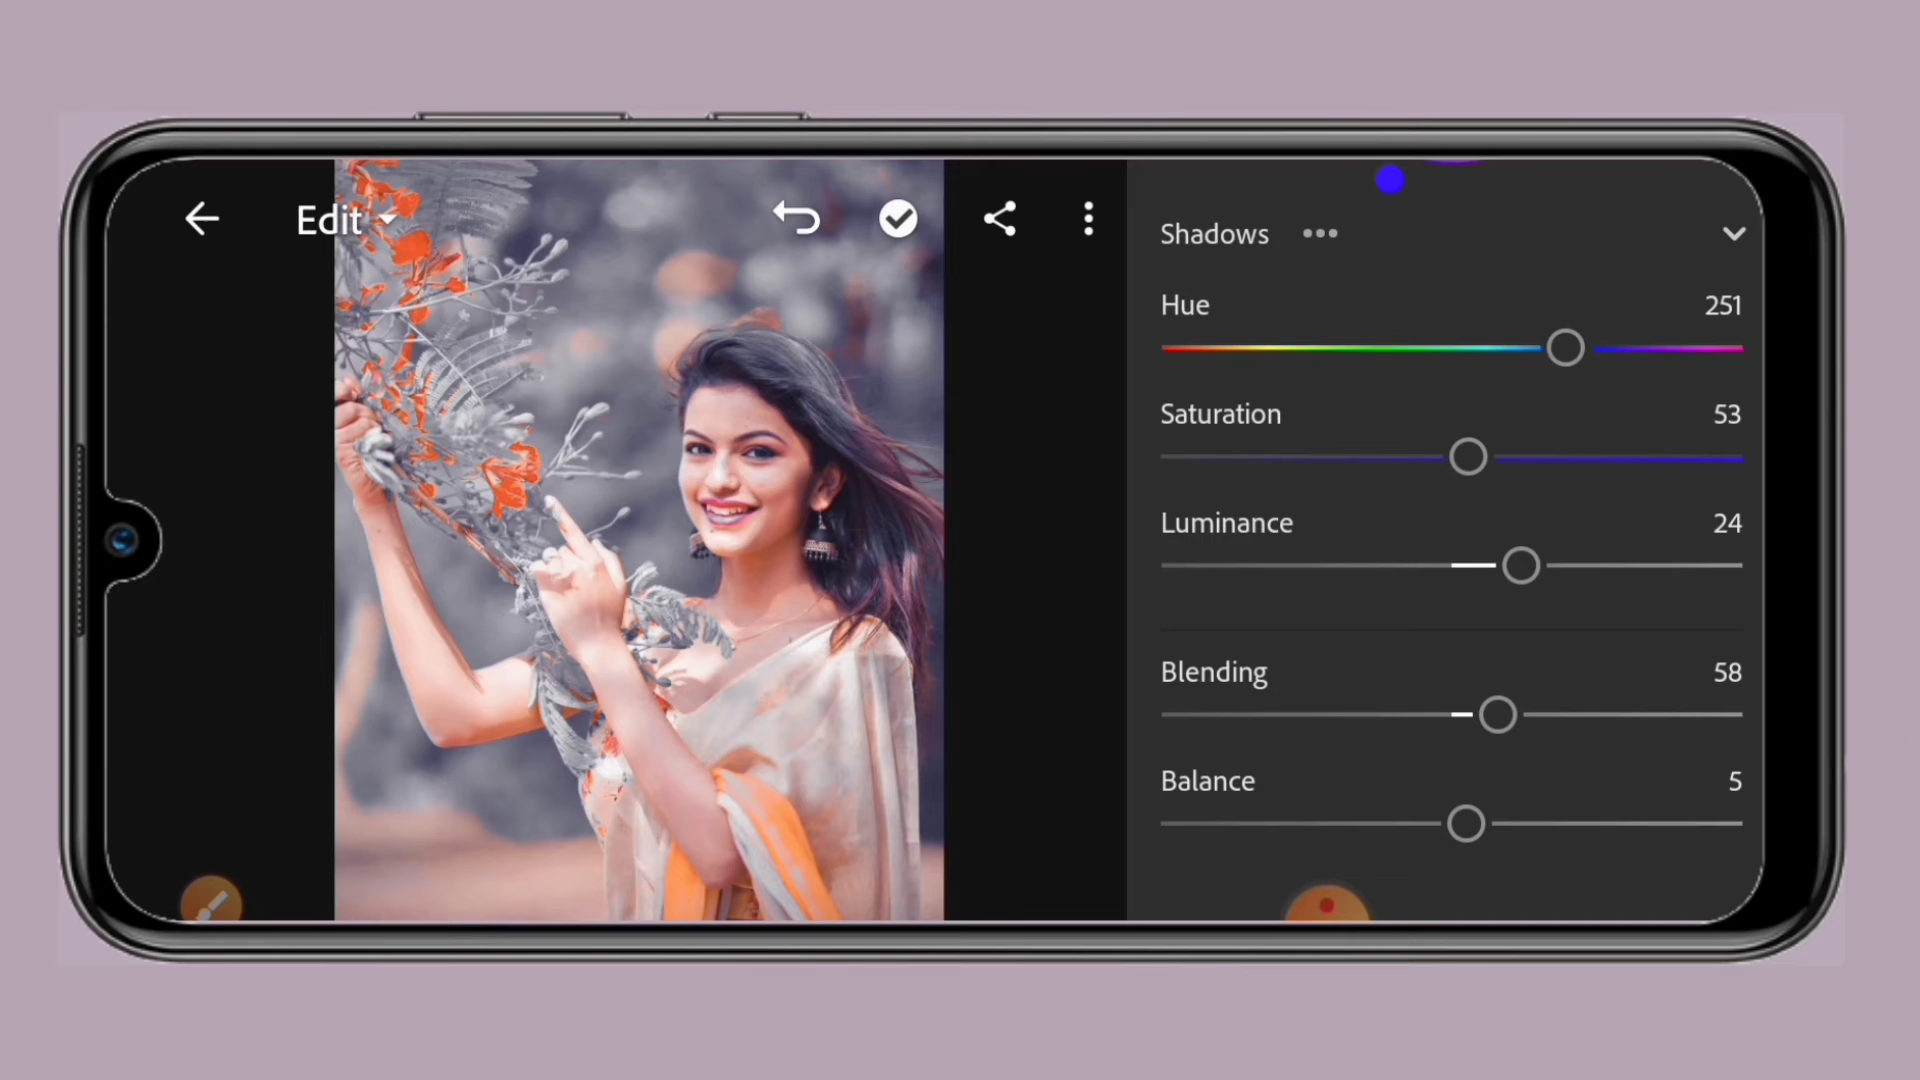 Edit
Shadows
Hue 251
Saturation 53
Luminance 24
Blending 58
Balance 5